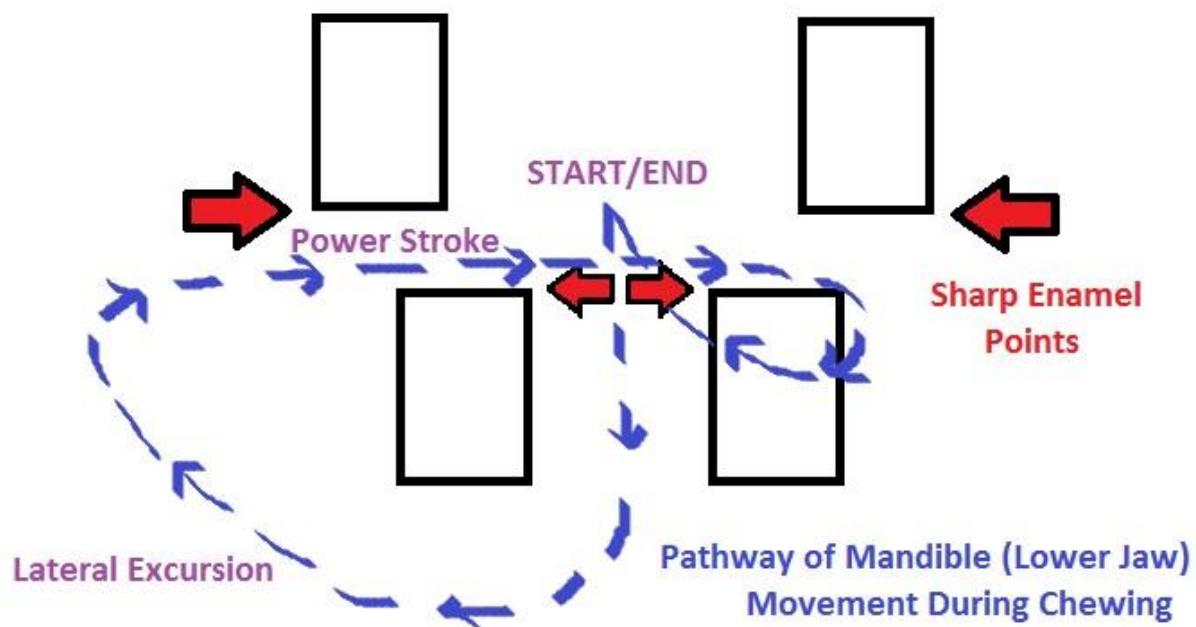 START/END
Power Stroke
Sharp Enamel
Points
Lateral Excursion
Pathway of Mandible (Lower Jaw)
Movement During Chewing